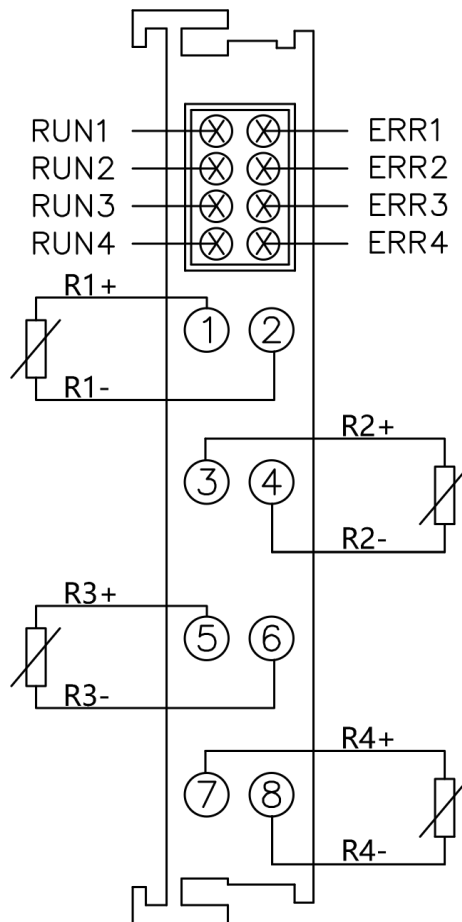 RUN1 ERR1
RUN2 ERR2
RUN3 ERR3
RUN4 ERR4
R1+
1 2
R1-
R2+
3 4
R2-
R3+
5 6
R3-
R4+
7 8
R4-